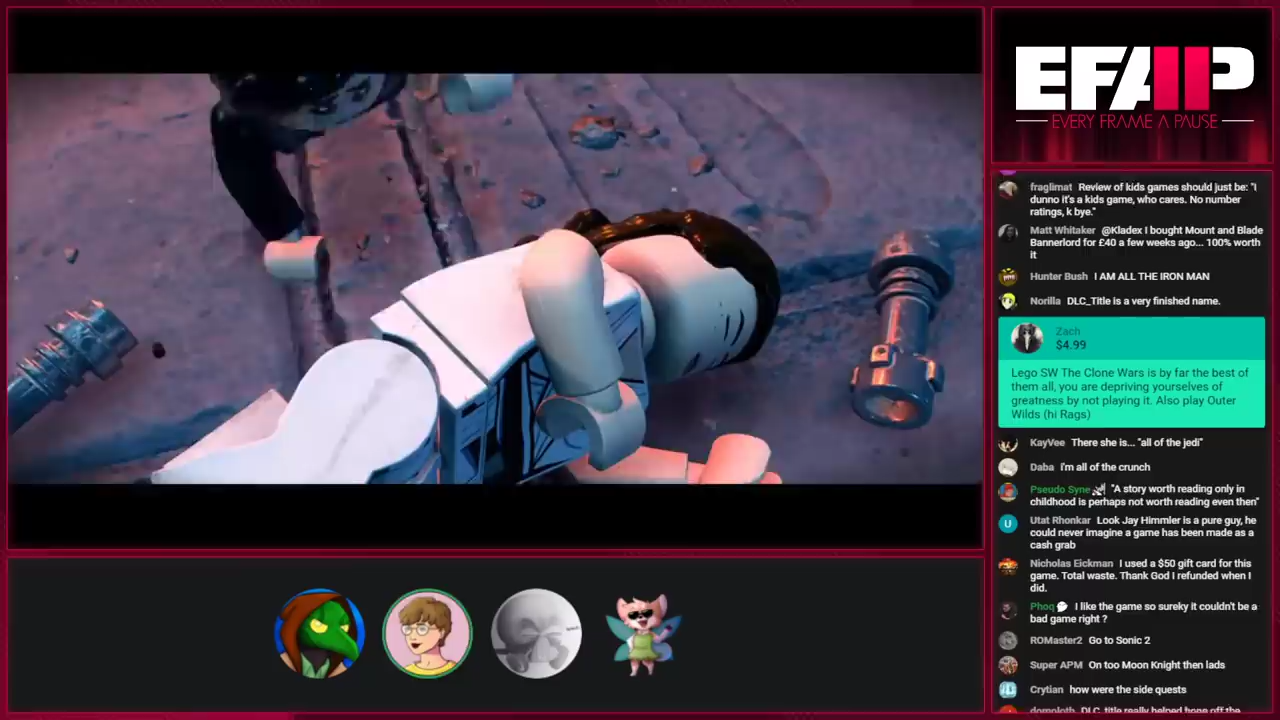 EFAP
EVERY FRAME A PAUSE
fraglimat Review of kids games should just be: "I
dunno it's a kids game, who cares. No number
ratings, k bye."
Matt Whitaker @Kladex I bought Mount and Blade
Bannerlord for £40 a few weeks ago... 100% worth
it
Hunter Bush I AM ALL THE IRON MAN
Norilla DLC_Title is a very finished name.
Zach
$4.99
Lego SW The Clone Wars is by far the best of
them all, you are depriving yourselves of
greatness by not playing it. Also play Outer
Wilds (hi Rags)
KayVee There she is... "all of the jedi"
Daba I'm all of the crunch
Pseudo Syne "A story worth reading only in
childhood is perhaps not worth reading even then"
U
Utat Rhonkar Look Jay Himmler is a pure guy, he
could never imagine a game has been made as a
cash grab
Nicholas Eickman I used a $50 gift card for this
game. Total waste. Thank God I refunded when I
did.
Phoq I like the game so sureky it couldn't be a
bad game right ?
ROMaster2 Go to Sonic 2
Super APM On too Moon Knight then lads
Crytian how were the side quests
DLC_title really helped hope off the